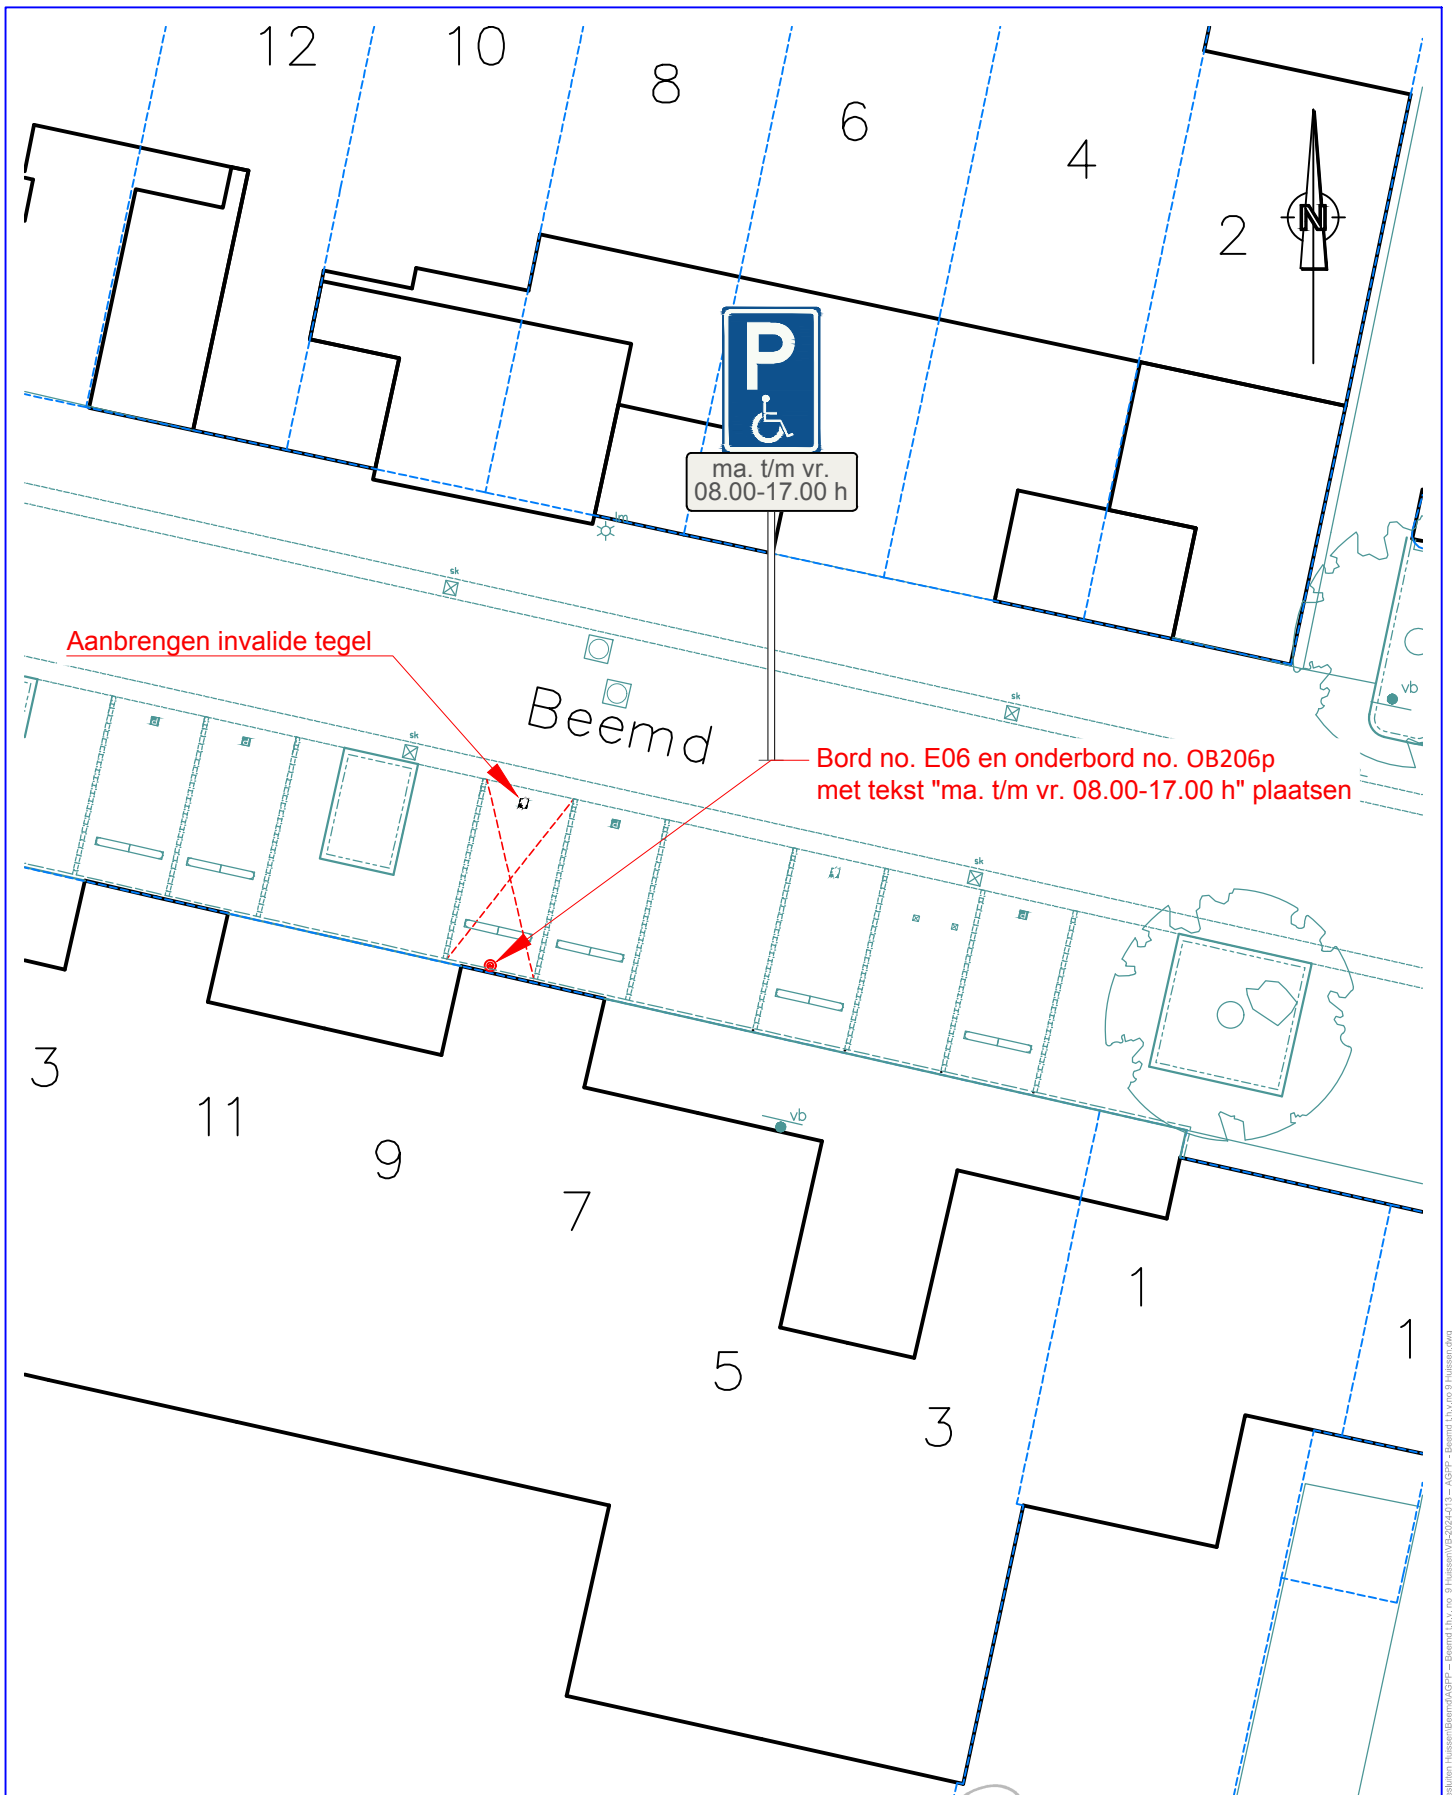 12
10
8
6
4
2
N
P
ma. t/m vr.
08.00-17.00 h
lm
sk
Aanbrengen invalide tegel
sk
vb
Beemd
sk
Bord no. E06 en onderbord no. OB206p
met tekst "ma. t/m vr. 08.00-17.00 h" plaatsen
sk
3
11
9
7
vb
5
3
1
1